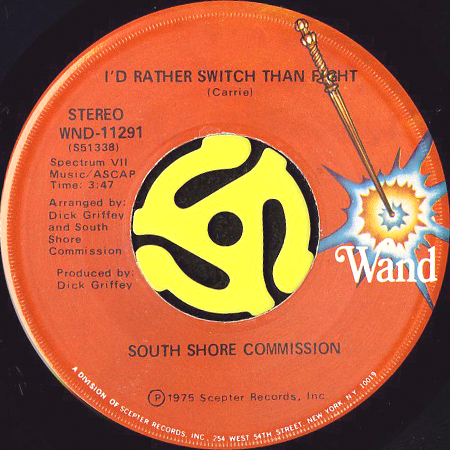 I'D RATHER SWITCH THAN FIGHT
(Carrie)
STEREO
WND-11291
(S51338)
Spectrum VII
Music/ASCAP
Time: 3:47
Arranged by:
Dick Griffey
and South
Shore
Commission
Produced by:
Dick Griffey
Wand
SOUTH SHORE COMMISSION
Ⓟ 1975 Scepter Records, Inc.
A DIVISION OF SCEPTER RECORDS, INC., 254 WEST 54TH STREET, NEW YORK, N.Y. 10019